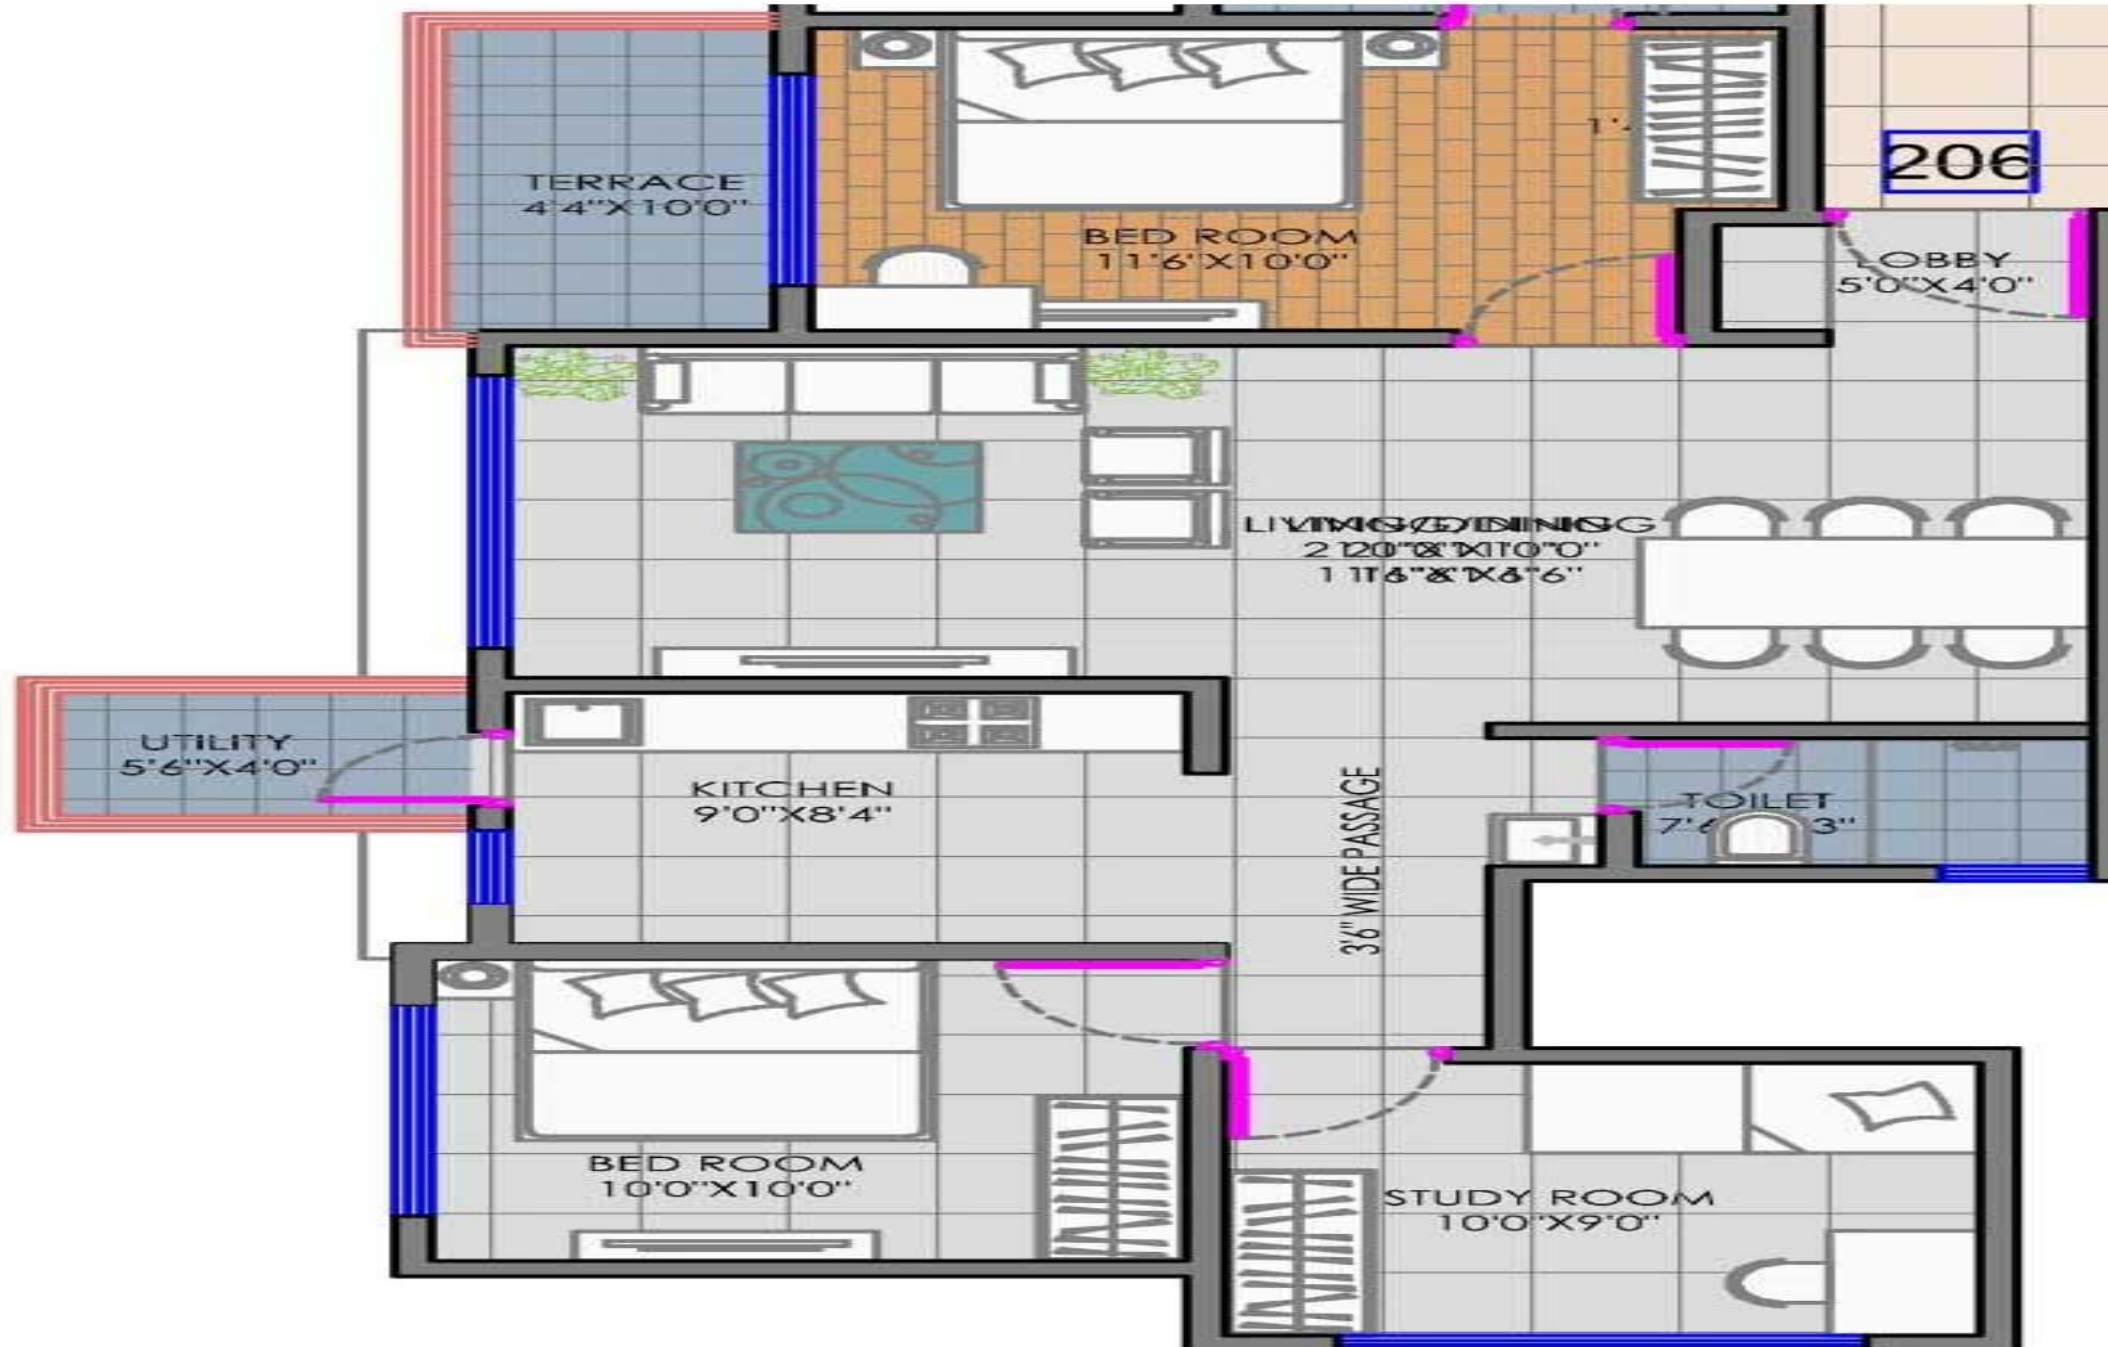 206
TERRACE
4'4"X10'0"
BED ROOM
11'6"X10'0"
LOBBY
5'0"X4'0"
UTILITY
5'6"X4'0"
KITCHEN
9'0"X8'4"
3'6" WIDE PASSAGE
TOILET
BED ROOM
10'0"X10'0"
STUDY ROOM
10'0"X9'0"